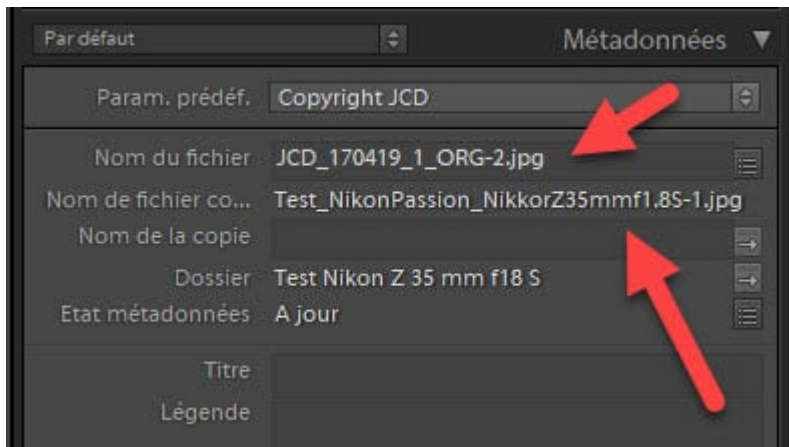 Par défaut Métadonnées
Param. prédéf. Copyright JCD
Nom du fichier JCD_170419_1_ORG-2.jpg
Nom de fichier co... Test_NikonPassion_NikkorZ35mmf1.8S-1.jpg
Nom de la copie
Dossier Test Nikon Z 35 mm f18 S
Etat métadonnées A jour
Titre
Légende